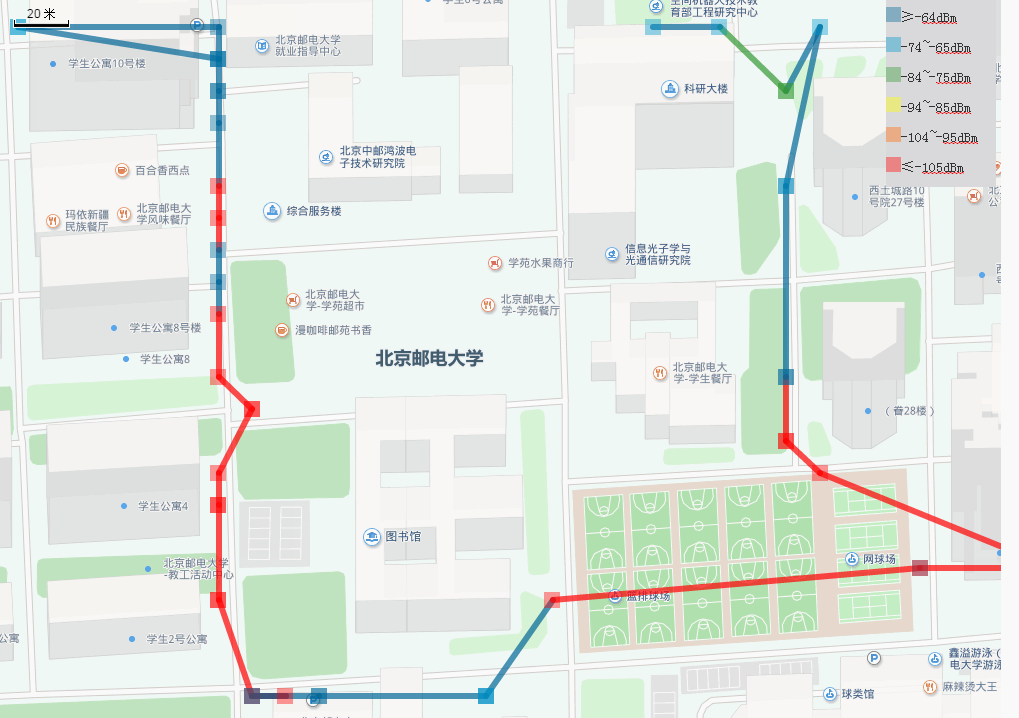 20 米
P
学生公寓10号楼
北京邮电大学
就业指导中心
育部工程研究中心
科研大楼
≥-64dBm
-74~-65dBm
-84~-75dBm
-94~-85dBm
-104~-95dBm
≤-105dBm
北京中邮鸿波电
子技术研究院
百合香西点
玛依新疆
民族餐厅
北京邮电大
学风味餐厅
综合服务楼
西土城路10
号院27号楼
信息光子学与
光通信研究院
学苑水果商行
北京邮电大
学-学苑超市
北京邮电大
学-学苑餐厅
漫咖啡邮苑书香
学生公寓8号楼
学生公寓8
北京邮电大学
北京邮电大
学-学生餐厅
(眷28楼)
学生公寓4
图书馆
北京邮电大学
-教工活动中心
网球场
篮排球场
公寓
学生2号公寓
P
鑫溢游泳(
电大学游泳
麻辣烫大王
球类馆
P